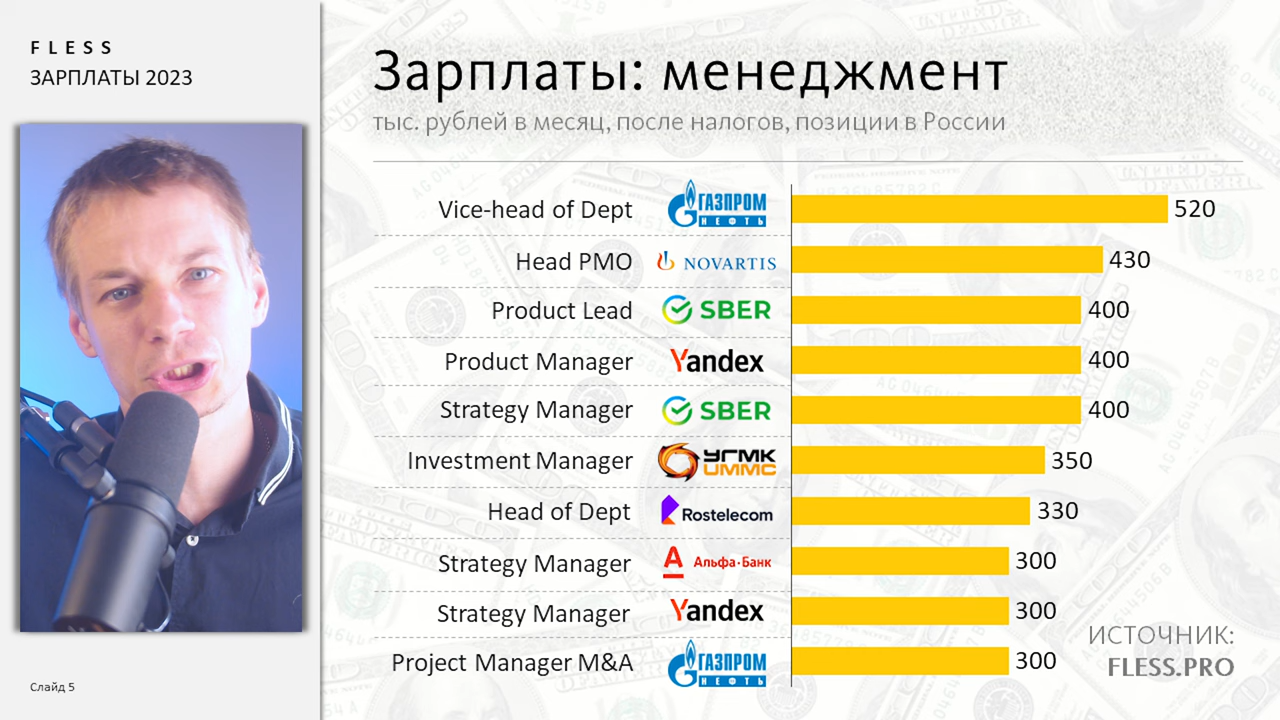 FLESS
ЗАРПЛАТЫ 2023
Зарплаты: менеджмент
тыс. рублей в месяц, после налогов, позиции в России
Vice-head of Dept ГАЗПРОМ НЕФТЬ 520
Head PMO NOVARTIS 430
Product Lead SBER 400
Product Manager Yandex 400
Strategy Manager SBER 400
Investment Manager УГМК UMMC 350
Head of Dept Rostelecom 330
Strategy Manager А Альфа·Банк 300
Strategy Manager Yandex 300
Project Manager M&A ГАЗПРОМ НЕФТЬ 300
ИСТОЧНИК:
FLESS.PRO
Слайд 5